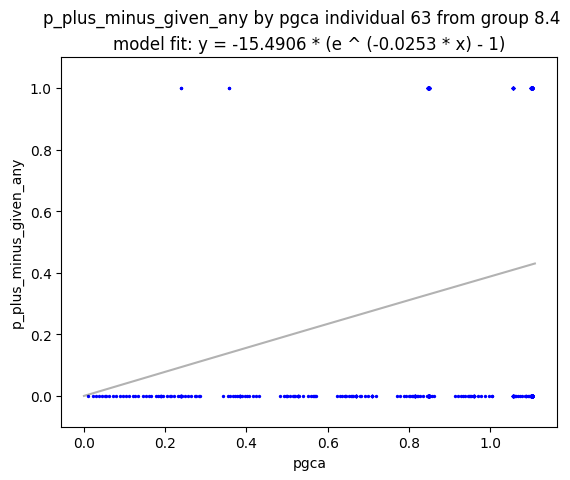 p_plus_minus_given_any by pgca individual 63 from group 8.4
model fit: y = -15.4906 * (e ^ (-0.0253 * x) - 1)
p_plus_minus_given_any
1.0
0.8
0.6
0.4
0.2
0.0
0.0 0.2 0.4 0.6 0.8 1.0
pgca